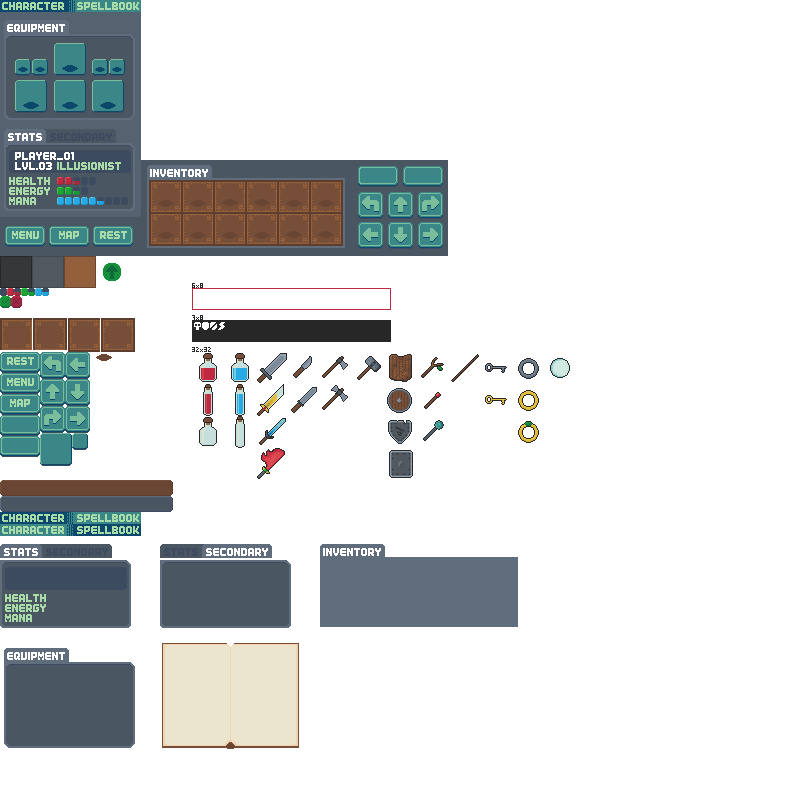 CHARACTER SPELLBOOK
EQUIPMENT
STATS SECONDARY
PLAYER_01
LVL.03 ILLUSIONIST
HEALTH
ENERGY
MANA
MENU MAP REST
INVENTORY
6x8
7x8
32x32
REST
MENU
MAP
CHARACTER SPELLBOOK
CHARACTER SPELLBOOK
STATS SECONDARY
HEALTH
ENERGY
MANA
STATS SECONDARY
INVENTORY
EQUIPMENT